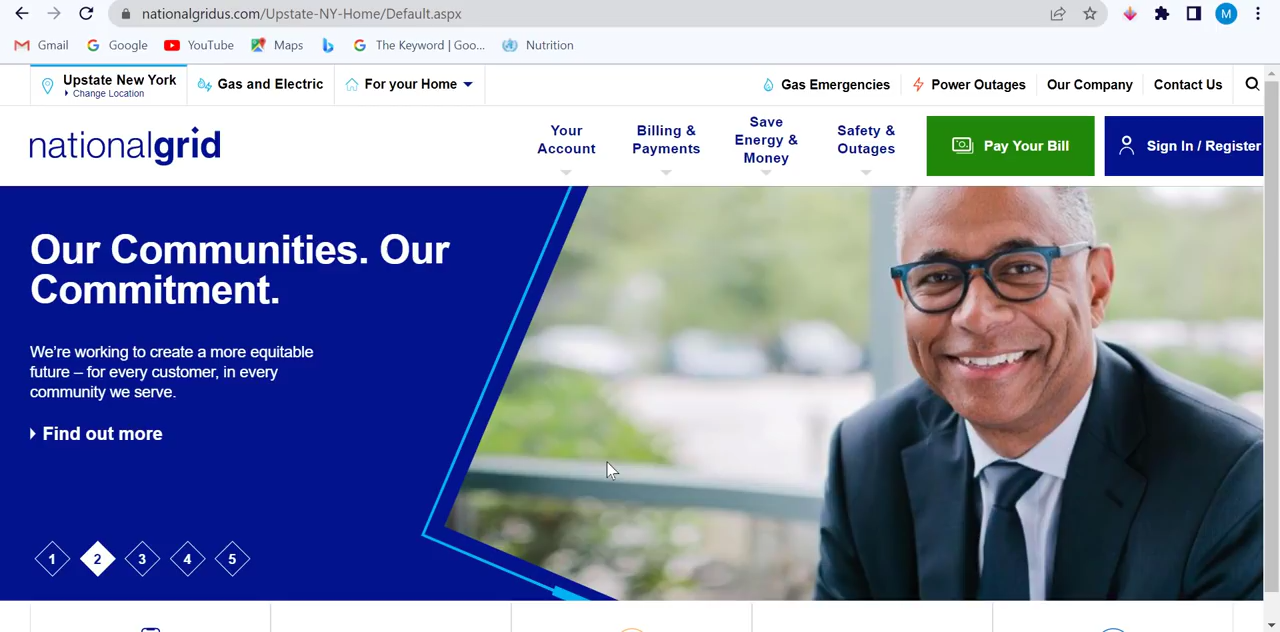 nationalgridus.com/Upstate-NY-Home/Default.aspx
M
Gmail
Google
YouTube
Maps
The Keyword | Goo...
Nutrition
Upstate New York
Change Location
Gas and Electric
For your Home
Gas Emergencies
Power Outages
Our Company
Contact Us
nationalgrid
Your
Account
Billing &
Payments
Save
Energy &
Money
Safety &
Outages
Pay Your Bill
Sign In / Register
Our Communities. Our
Commitment.
We're working to create a more equitable
future – for every customer, in every
community we serve.
Find out more
1 2 3 4 5